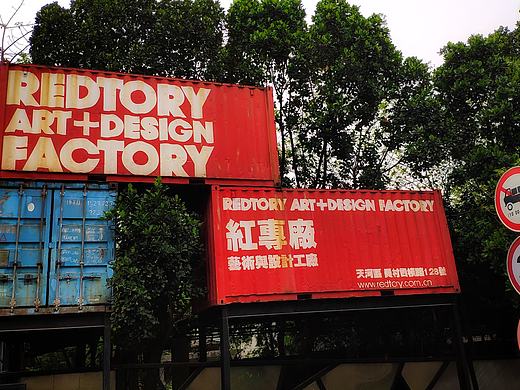 REDTORY
ART+DESIGN
FACTORY
REDTORY ART+DESIGN FACTORY
紅專廠
藝術與設計工廠
天河區 員村四橫路128號
www.redtory.com.cn